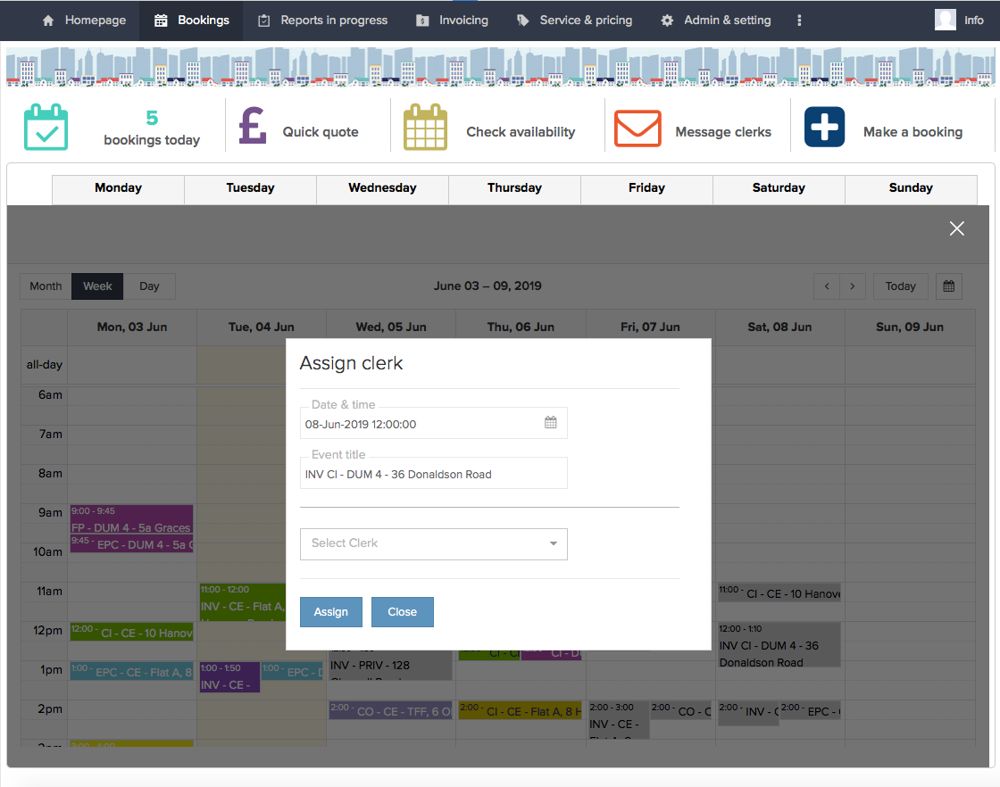 Homepage
Bookings
Reports in progress
Invoicing
Service & pricing
Admin & setting
Info
5
bookings today
Quick quote
Check availability
Message clerks
Make a booking
Monday Tuesday Wednesday Thursday Friday Saturday Sunday
Month Week Day
June 03 – 09, 2019
Today
Mon, 03 Jun Tue, 04 Jun Wed, 05 Jun Thu, 06 Jun Fri, 07 Jun Sat, 08 Jun Sun, 09 Jun
all-day
6am
7am
8am
9am
10am
11am
12pm
1pm
2pm
9:00 - 9:45
FP - DUM 4 - 5a Graces
9:45 - EPC - DUM 4 - 5a
12:00 - CI - CE - 10 Hanov
1:00 - EPC - CE - Flat A, 8
11:00 - 12:00
INV - CE - Flat A,
1:00 - 1:50
INV - CE -
1:00 - EPC -
INV - PRIV - 128
2:00 - CO - CE - TFF, 6 O
2:00 - CI - CE - Flat A, 8 H
2:00 - 3:00
INV - CE -
2:00 - CO - C
11:00 - CI - CE - 10 Hanove
12:00 - 1:10
INV CI - DUM 4 - 36
Donaldson Road
2:00 - INV -
2:00 - EPC -
Assign clerk
Date & time
08-Jun-2019 12:00:00
Event title
INV CI - DUM 4 - 36 Donaldson Road
Select Clerk
Assign
Close